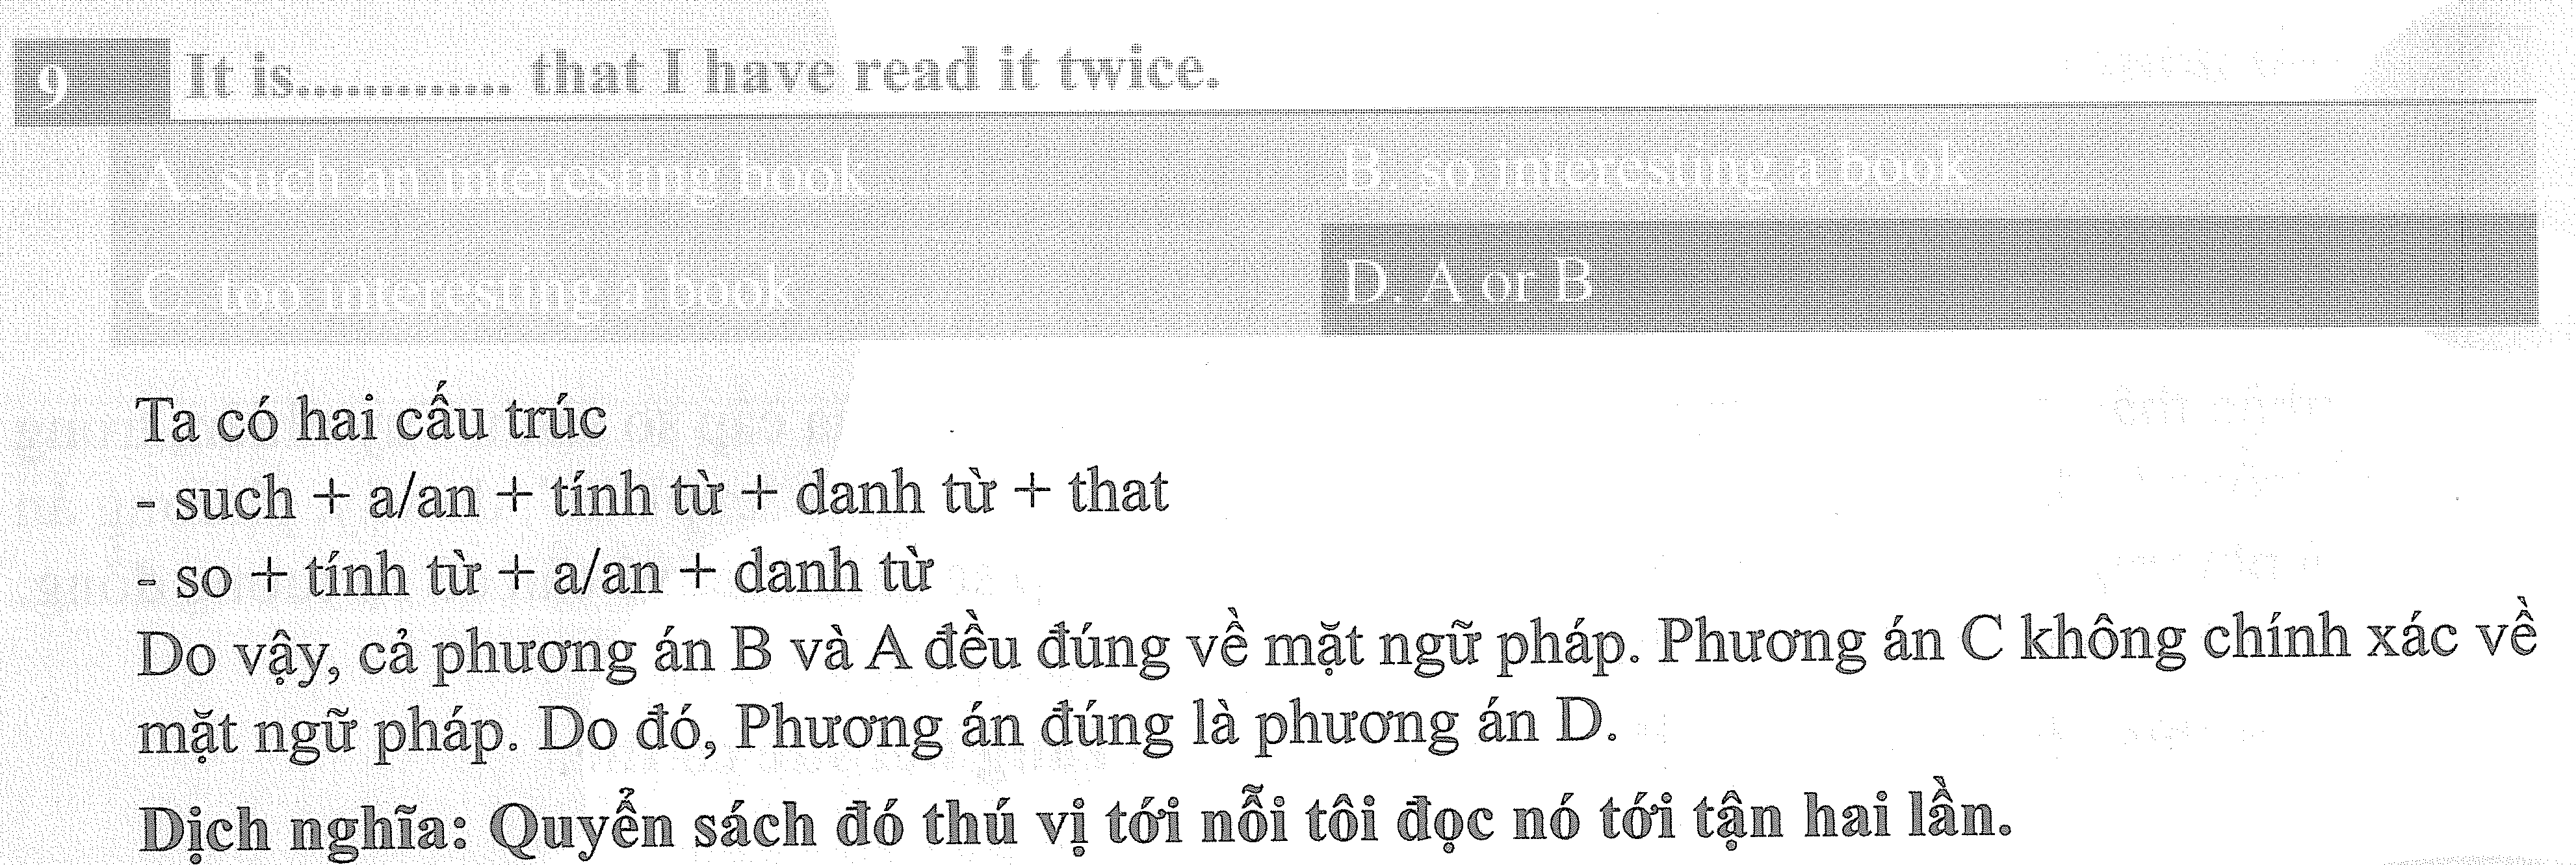 9 It is............. that I have read it twice.
A. such an interesting book B. so interesting a book
C. too interesting a book D. A or B
Ta có hai cấu trúc
- such + a/an + tính từ + danh từ + that
- so + tính từ + a/an + danh từ
Do vậy, cả phương án B và A đều đúng về mặt ngữ pháp. Phương án C không chính xác về
mặt ngữ pháp. Do đó, Phương án đúng là phương án D.
Dịch nghĩa: Quyển sách đó thú vị tới nỗi tôi đọc nó tới tận hai lần.